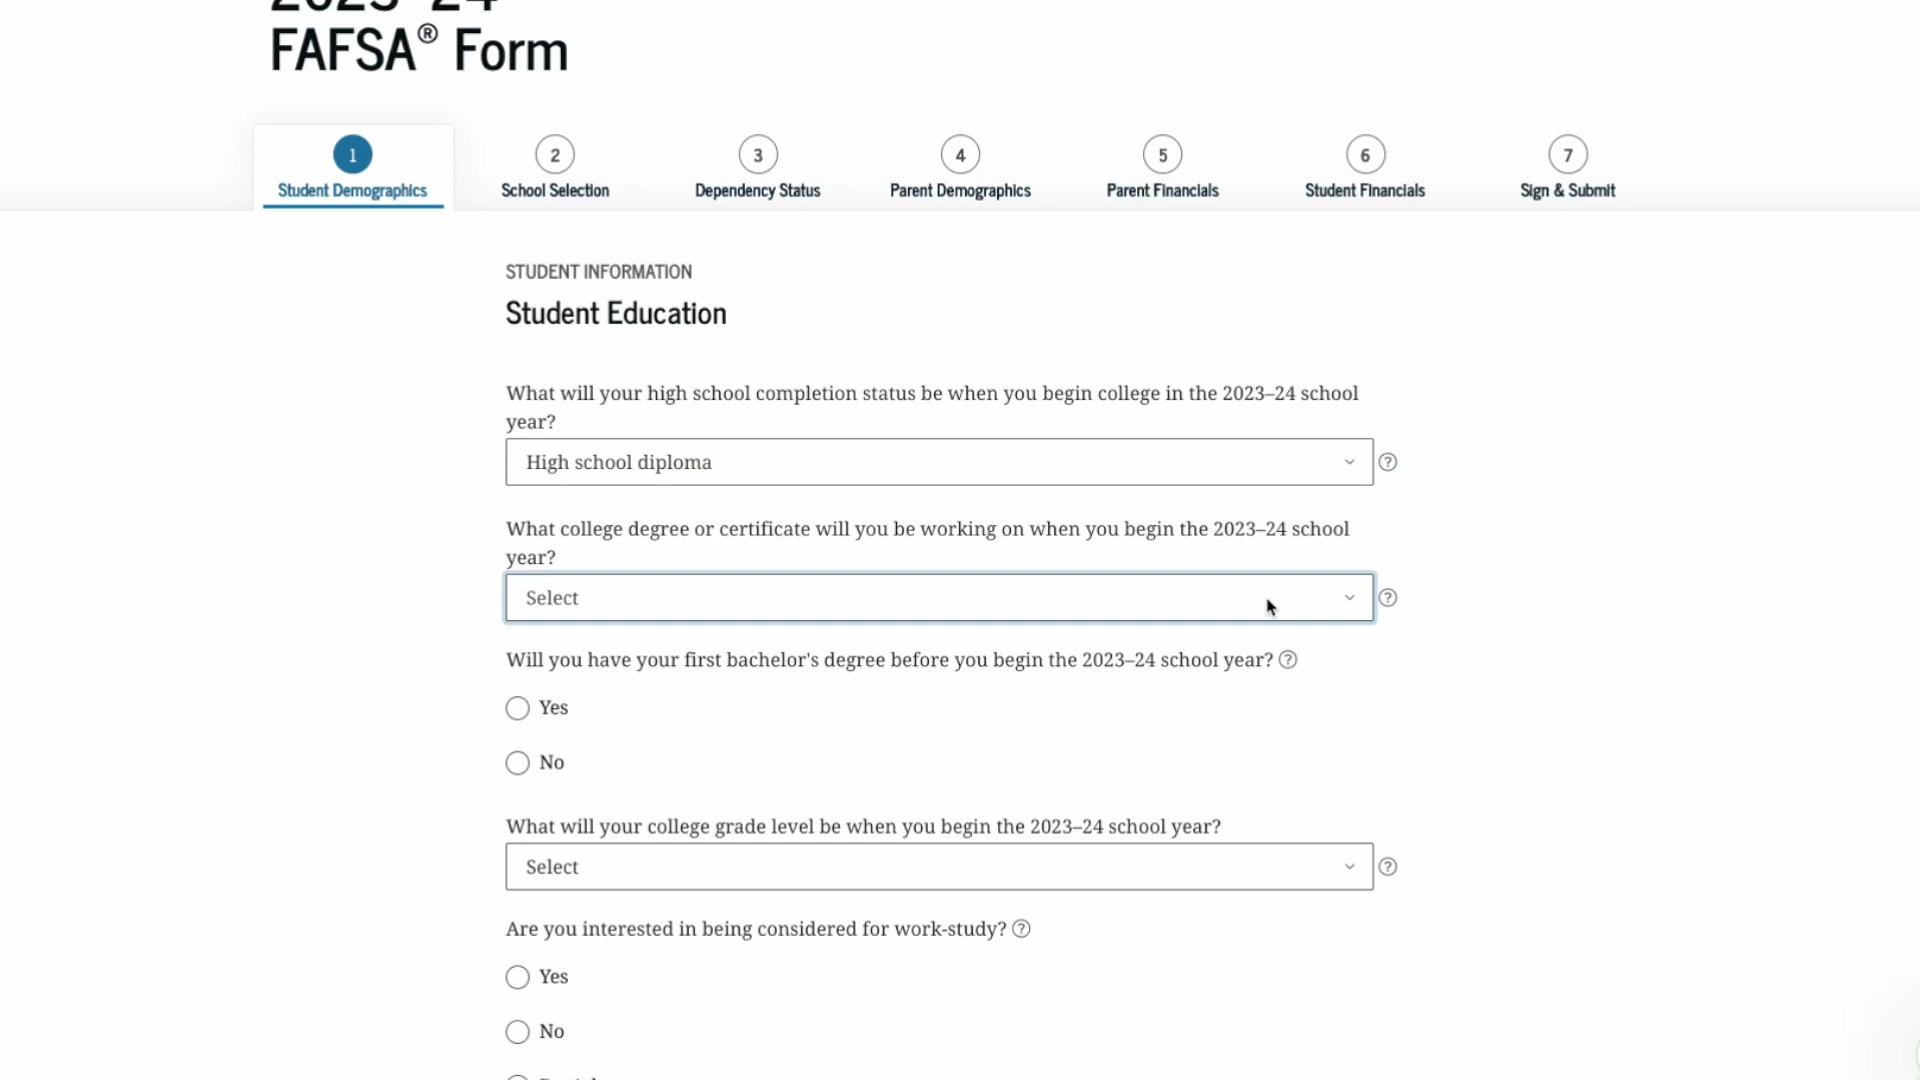 2023–24
FAFSA® Form
1
Student Demographics
2
School Selection
3
Dependency Status
4
Parent Demographics
5
Parent Financials
6
Student Financials
7
Sign & Submit
STUDENT INFORMATION
Student Education
What will your high school completion status be when you begin college in the 2023–24 school
year?
High school diploma
?
What college degree or certificate will you be working on when you begin the 2023–24 school
year?
Select
?
Will you have your first bachelor's degree before you begin the 2023–24 school year? ?
Yes
No
What will your college grade level be when you begin the 2023–24 school year?
Select
?
Are you interested in being considered for work-study? ?
Yes
No